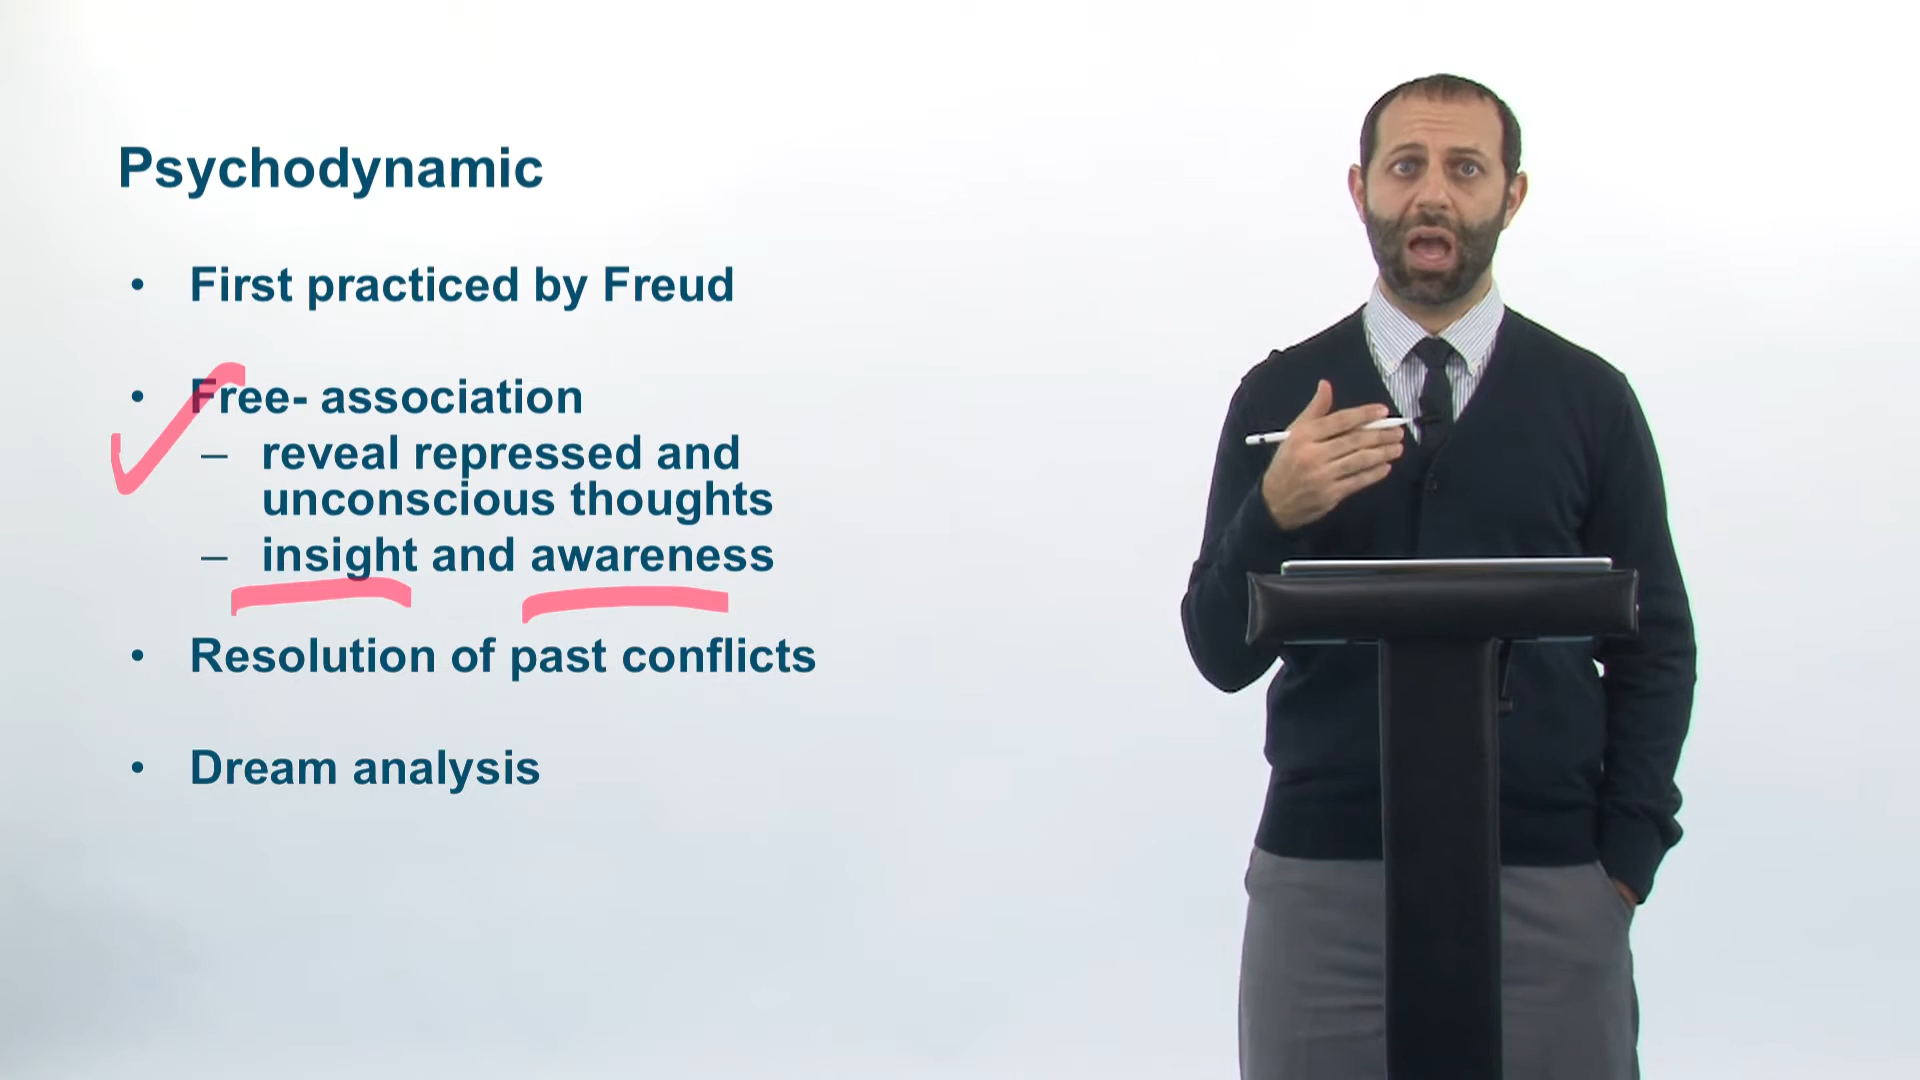 Psychodynamic
• First practiced by Freud
• Free- association
– reveal repressed and
unconscious thoughts
– insight and awareness
• Resolution of past conflicts
• Dream analysis